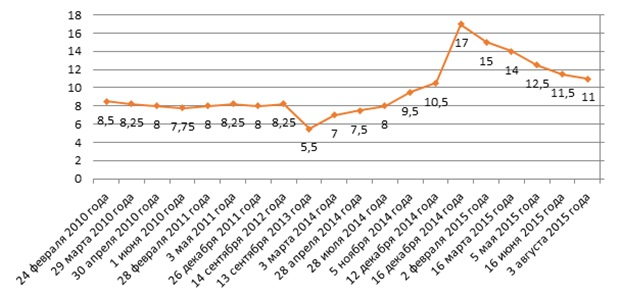 18
16
14
12
10
8
6
4
2
0
8,5
8,25
8
7,75
8
8,25
8
8,25
5,5
7
7,5
8
9,5
10,5
17
15
14
12,5
11,5
11
24 февраля 2010 года
29 марта 2010 года
30 апреля 2010 года
1 июня 2010 года
28 февраля 2011 года
3 мая 2011 года
26 декабря 2011 года
14 сентября 2012 года
13 сентября 2013 года
3 марта 2014 года
28 апреля 2014 года
28 июля 2014 года
5 ноября 2014 года
12 декабря 2014 года
16 декабря 2014 года
2 февраля 2015 года
16 марта 2015 года
5 мая 2015 года
16 июня 2015 года
3 августа 2015 года